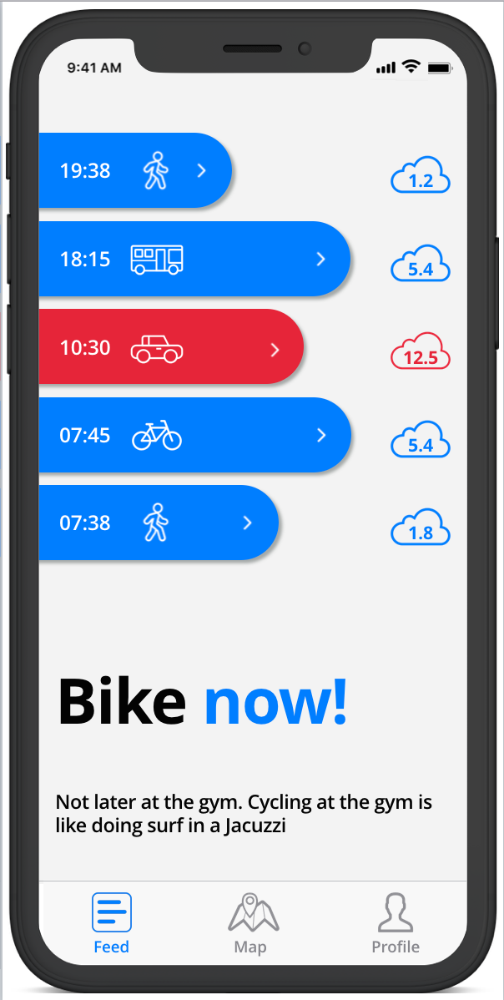 9:41 AM
19:38 1.2
18:15 5.4
10:30 12.5
07:45 5.4
07:38 1.8
Bike now!
Not later at the gym. Cycling at the gym is
like doing surf in a Jacuzzi
Feed Map Profile